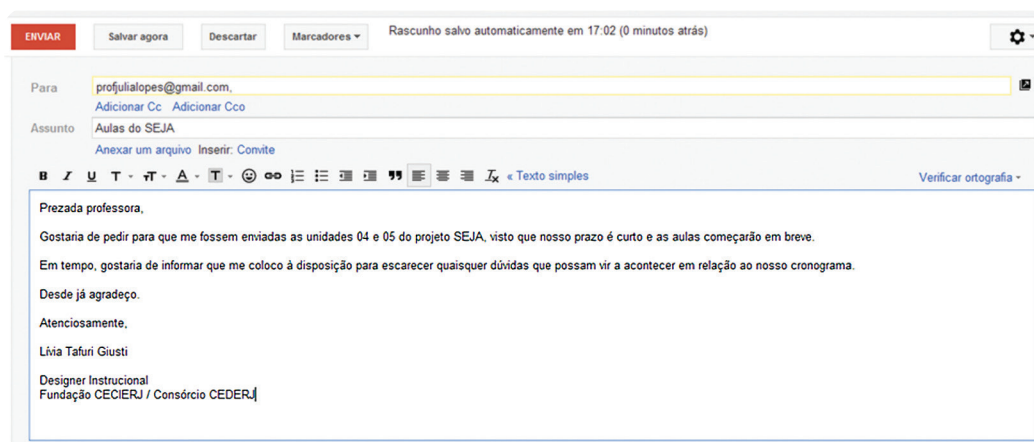 ENVIAR Salvar agora Descartar Marcadores Rascunho salvo automaticamente em 17:02 (0 minutos atrás)
Para profjulialopes@gmail.com,
Adicionar Cc Adicionar Cco
Assunto Aulas do SEJA
Anexar um arquivo Inserir: Convite
B I U T T A T Tx « Texto simples Verificar ortografia
Prezada professora,
Gostaria de pedir para que me fossem enviadas as unidades 04 e 05 do projeto SEJA, visto que nosso prazo é curto e as aulas começarão em breve.
Em tempo, gostaria de informar que me coloco à disposição para escarecer quaisquer dúvidas que possam vir a acontecer em relação ao nosso cronograma.
Desde já agradeço.
Atenciosamente,
Lívia Tafuri Giusti
Designer Instrucional
Fundação CECIERJ / Consórcio CEDERJ